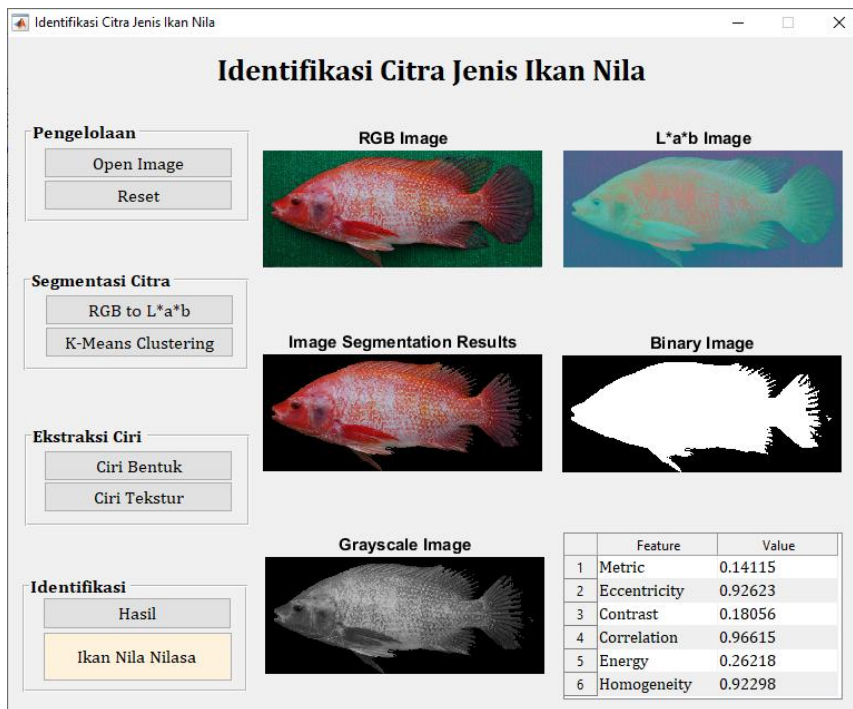 Identifikasi Citra Jenis Ikan Nila
Identifikasi Citra Jenis Ikan Nila
Pengelolaan
Open Image
Reset
Segmentasi Citra
RGB to L*a*b
K-Means Clustering
Ekstraksi Ciri
Ciri Bentuk
Ciri Tekstur
Identifikasi
Hasil
Ikan Nila Nilasa
RGB Image
L*a*b Image
Image Segmentation Results
Binary Image
Grayscale Image
Feature Value
1 Metric 0.14115
2 Eccentricity 0.92623
3 Contrast 0.18056
4 Correlation 0.96615
5 Energy 0.26218
6 Homogeneity 0.92298